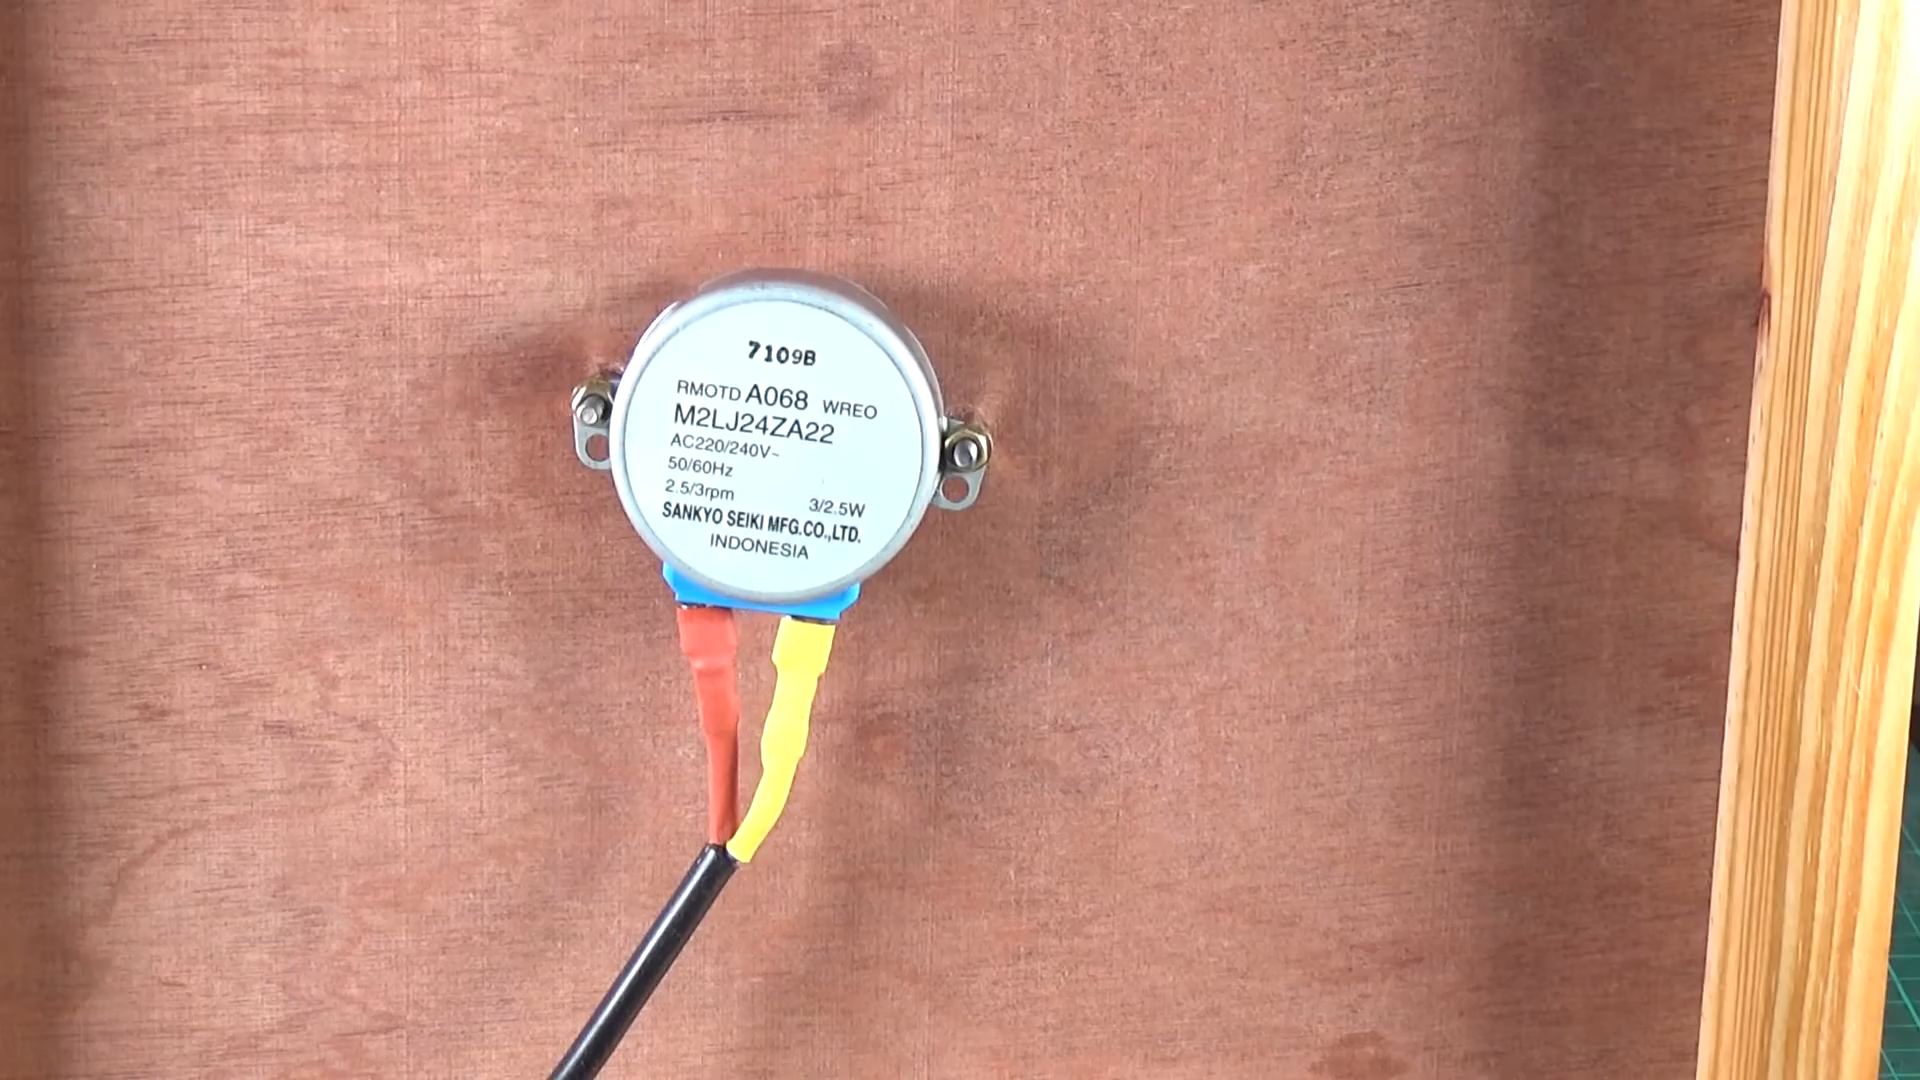 7109B
RMOTD A068 WREO
M2LJ24ZA22
AC220/240V~
50/60Hz
2.5/3rpm 3/2.5W
SANKYO SEIKI MFG.CO.,LTD.
INDONESIA